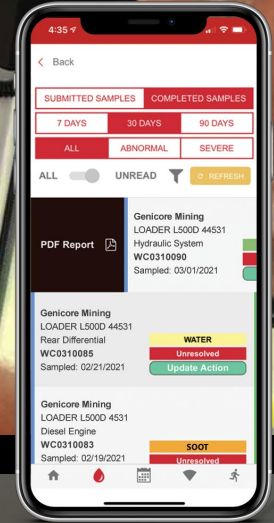 4:35
Back
SUBMITTED SAMPLES
COMPLETED SAMPLES
7 DAYS
30 DAYS
90 DAYS
ALL
ABNORMAL
SEVERE
ALL
UNREAD
REFRESH
PDF Report
Genicore Mining
LOADER L500D 44531
Hydraulic System
WC0310090
Sampled: 03/01/2021
Genicore Mining
LOADER L500D 44531
Rear Differential
WC0310085
Sampled: 02/21/2021
WATER
Unresolved
Update Action
Genicore Mining
LOADER L500D 4531
Diesel Engine
WC0310083
Sampled: 02/19/2021
SOOT
Unresolved